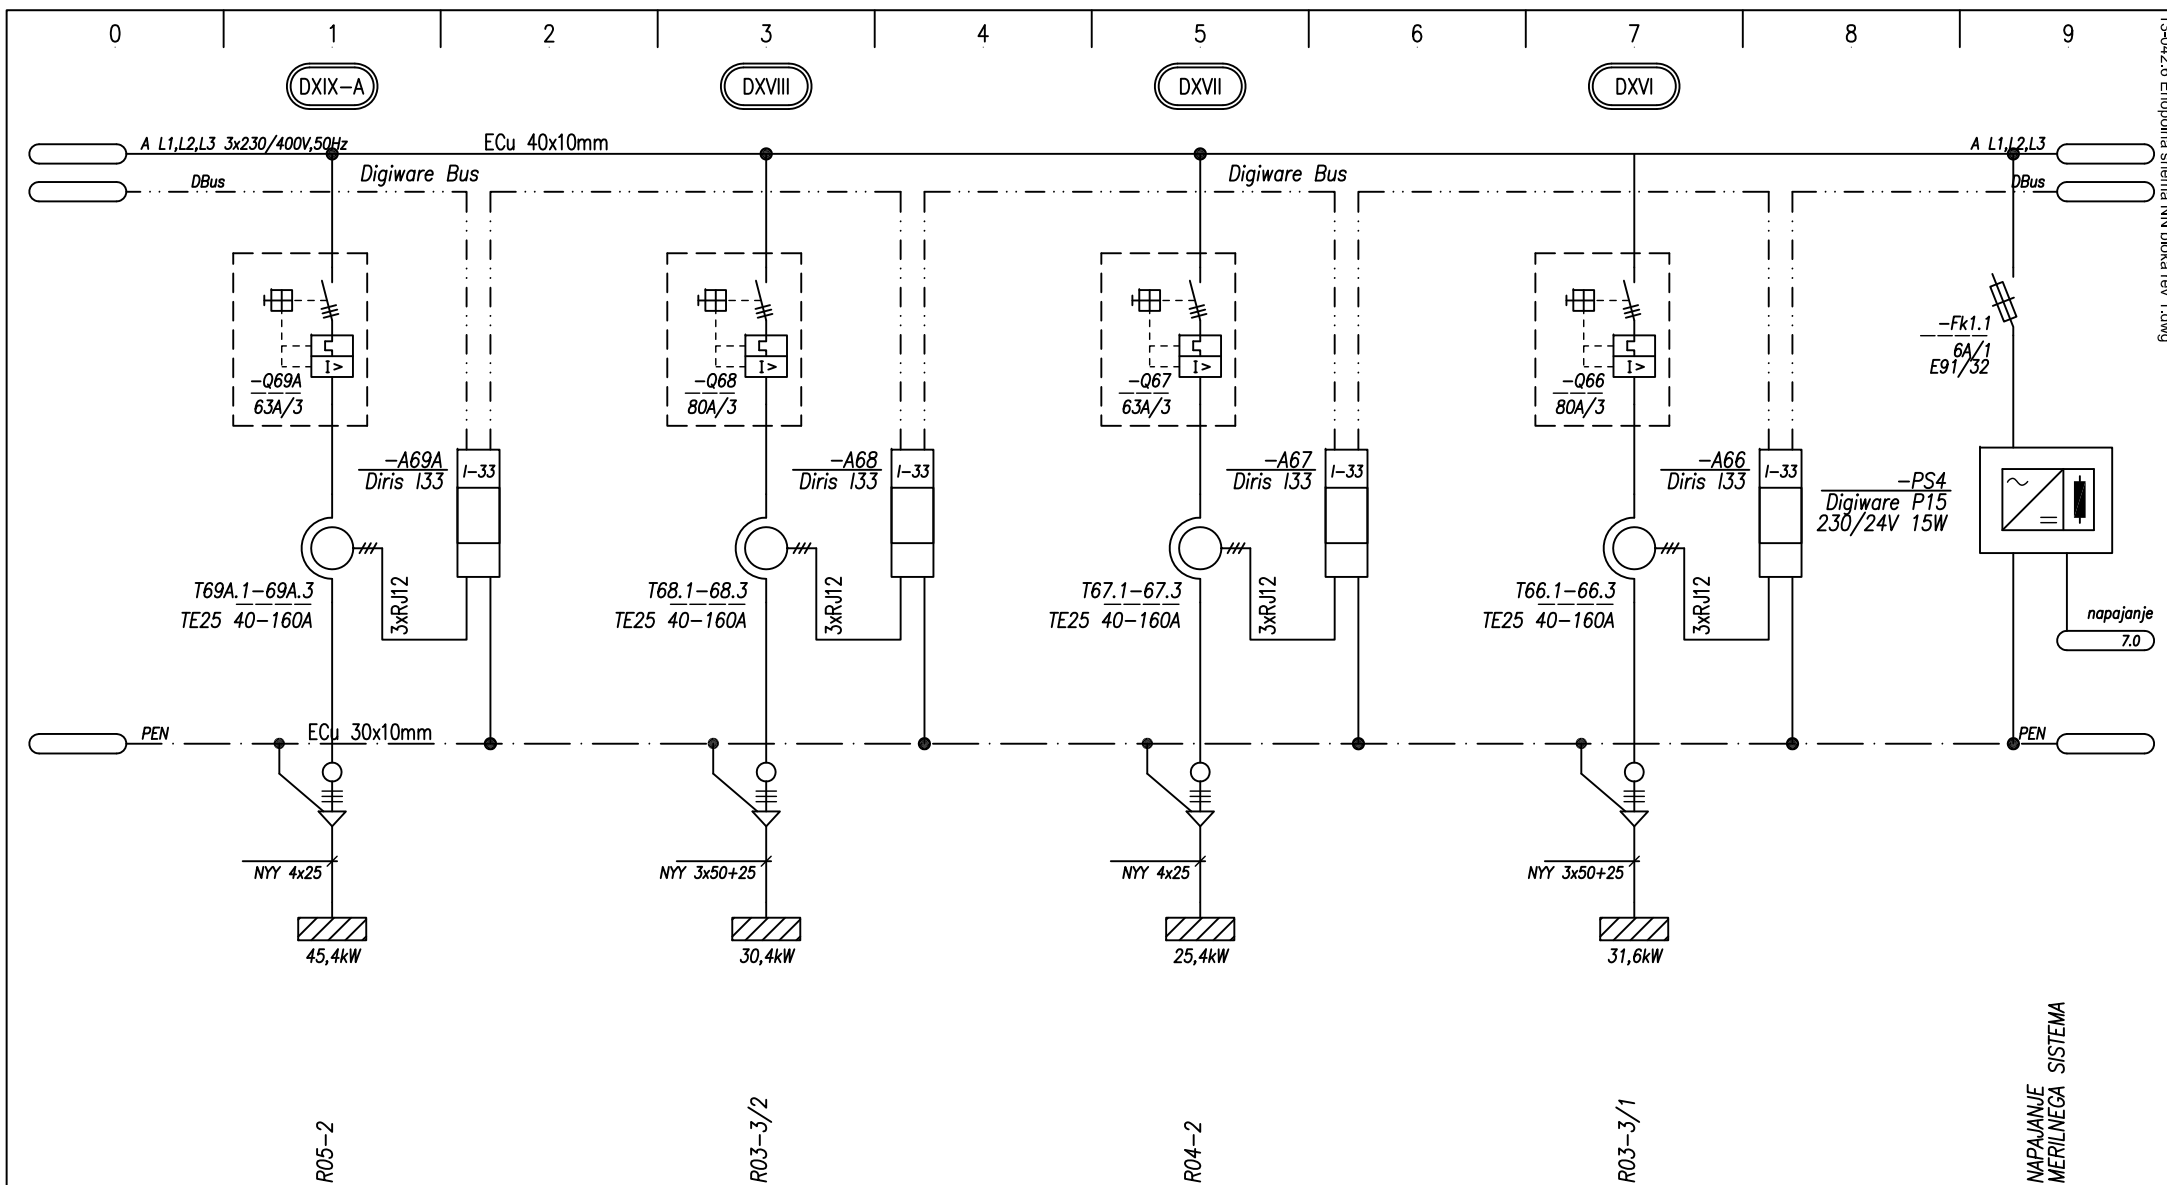 0 1 2 3 4 5 6 7 8 9
DXIX-A
DXVIII
DXVII
DXVI
A L1,L2,L3 3x230/400V,50Hz
ECu 40x10mm
A L1,L2,L3
DBus
Digiware Bus
Digiware Bus
DBus
-Q69A
63A/3
-Q68
80A/3
-Q67
63A/3
-Q66
80A/3
-Fk1.1
6A/1
E91/32
I>
I>
I>
I>
-A69A
Diris I33
I-33
-A68
Diris I33
I-33
-A67
Diris I33
I-33
-A66
Diris I33
I-33
-PS4
Digiware P15
230/24V 15W
T69A.1-69A.3
TE25 40-160A
3xRJ12
T68.1-68.3
TE25 40-160A
3xRJ12
T67.1-67.3
TE25 40-160A
3xRJ12
T66.1-66.3
TE25 40-160A
3xRJ12
napajanje
7.0
PEN
ECu 30x10mm
PEN
NYY 4x25
NYY 3x50+25
NYY 4x25
NYY 3x50+25
45,4kW
30,4kW
25,4kW
31,6kW
R05-2
R03-3/2
R04-2
R03-3/1
NAPAJANJE
MERILNEGA SISTEMA